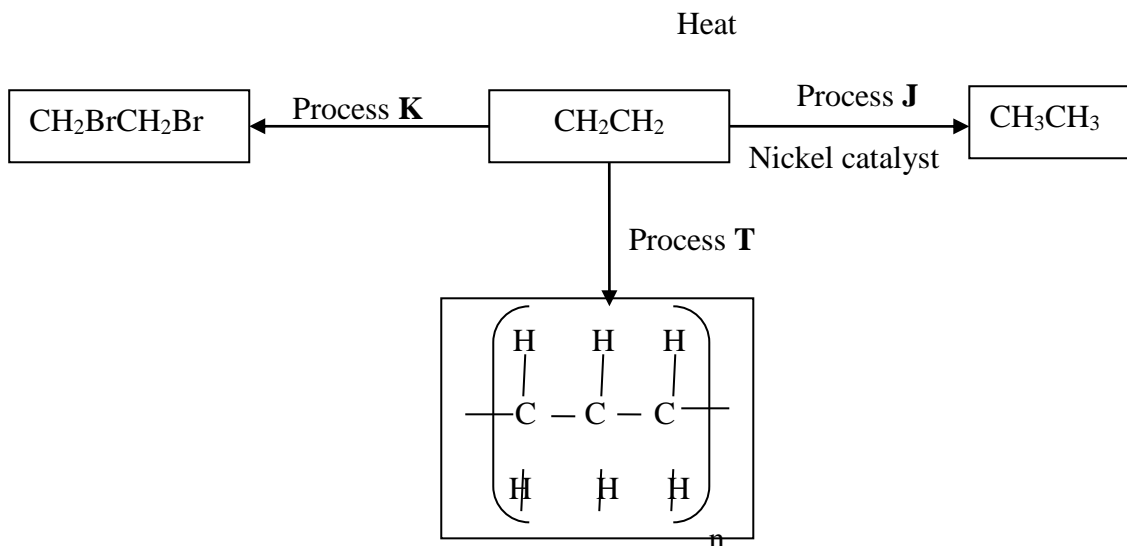 Heat
Process K
Process J
CH₂BrCH₂Br
CH₂CH₂
CH₃CH₃
Nickel catalyst
Process T
H H H
C C C
H H H
n